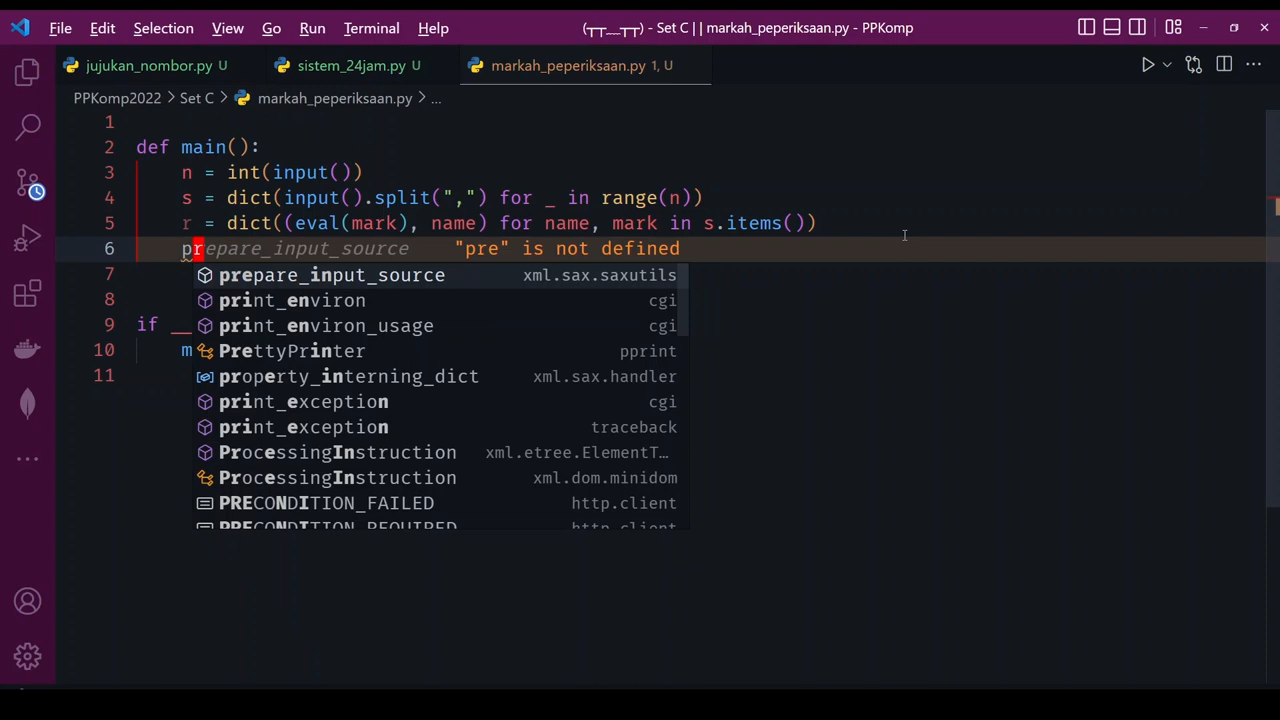 File Edit Selection View Go Run Terminal Help (┬┬﹏┬┬) - Set C || markah_peperiksaan.py - PPKomp
jujukan_nombor.py U sistem_24jam.py U markah_peperiksaan.py 1, U
PPKomp2022 > Set C > markah_peperiksaan.py > ...
1
2 def main():
3 n = int(input())
4 s = dict(input().split(",") for _ in range(n))
5 r = dict((eval(mark), name) for name, mark in s.items())
6 prepare_input_source "pre" is not defined
prepare_input_source xml.sax.saxutils
7
print_environ cgi
8
print_environ_usage cgi
9 if __
PrettyPrinter pprint
10 m
property_interning_dict xml.sax.handler
11
print_exception cgi
print_exception traceback
ProcessingInstruction xml.etree.ElementT...
ProcessingInstruction xml.dom.minidom
PRECONDITION_FAILED http.client
PRECONDITION_REQUIRED http.client